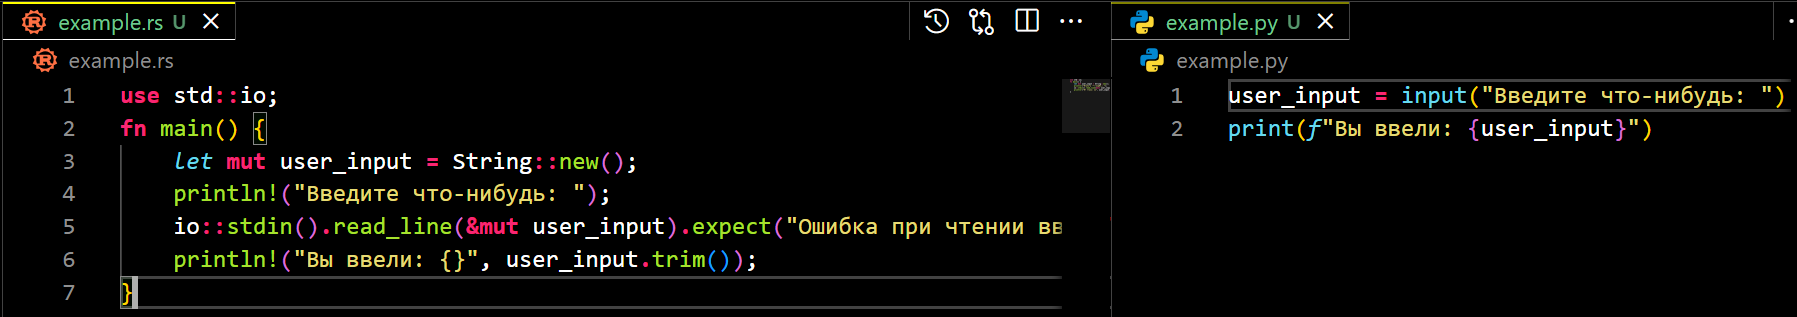 example.rs U
example.rs
1 use std::io;
2 fn main() {
3 let mut user_input = String::new();
4 println!("Введите что-нибудь: ");
5 io::stdin().read_line(&mut user_input).expect("Ошибка при чтении вв
6 println!("Вы ввели: {}", user_input.trim());
7 }
example.py U
example.py
1 user_input = input("Введите что-нибудь: ")
2 print(f"Вы ввели: {user_input}")